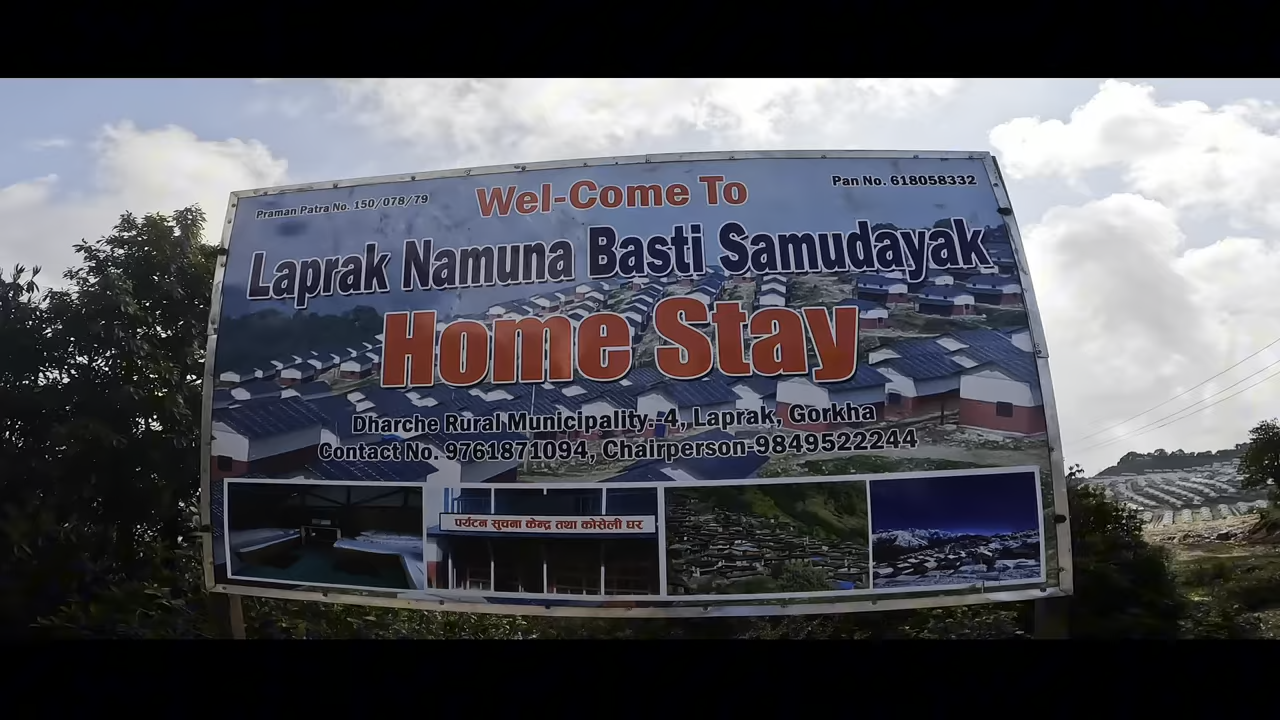 Praman Patra No. 150/078/79
Wel-Come To
Pan No. 618058332
Laprak Namuna Basti Samudayak
Home Stay
Dharche Rural Municipality.-4, Laprak, Gorkha
Contact No. 9761871094, Chairperson-9849522244
पर्यटन सुचना केन्द्र तथा कोसेली घर